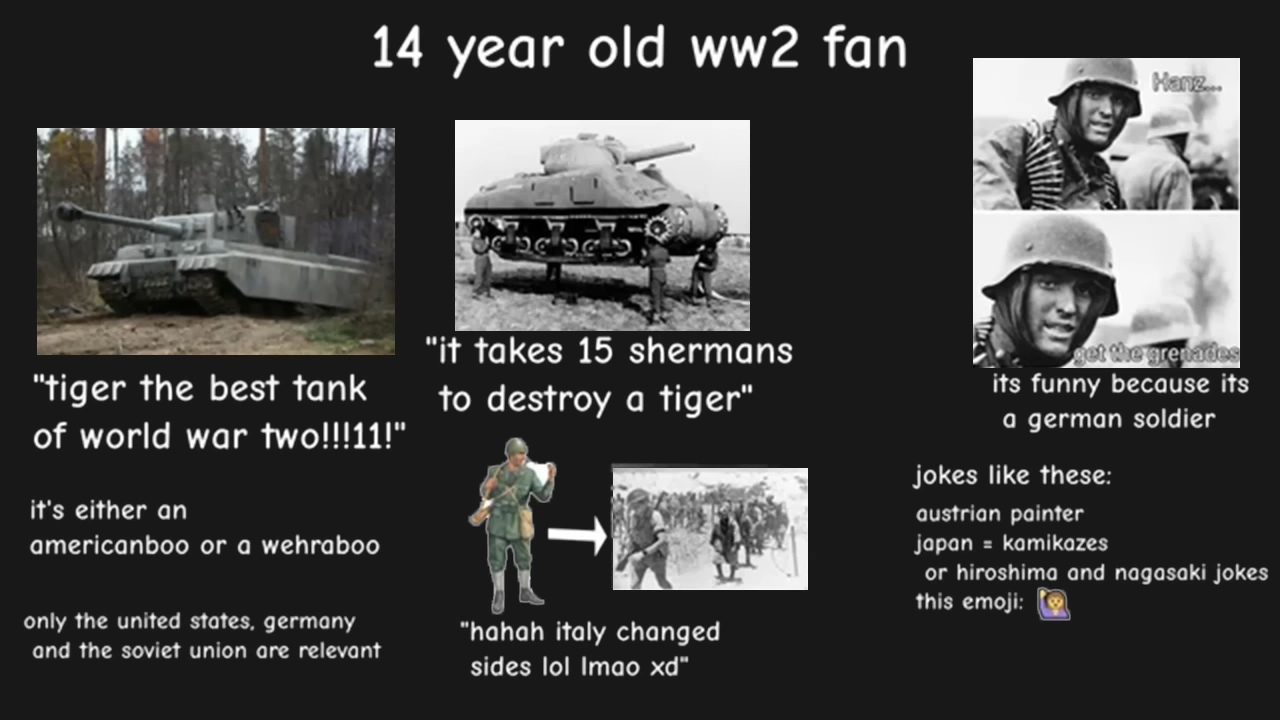 14 year old ww2 fan
Hanz...
get the grenades
"tiger the best tank
of world war two!!!11!"
"it takes 15 shermans
to destroy a tiger"
its funny because its
a german soldier
it's either an
americanboo or a wehraboo
only the united states, germany
and the soviet union are relevant
"hahah italy changed
sides lol lmao xd"
jokes like these:
austrian painter
japan = kamikazes
or hiroshima and nagasaki jokes
this emoji: 🙋